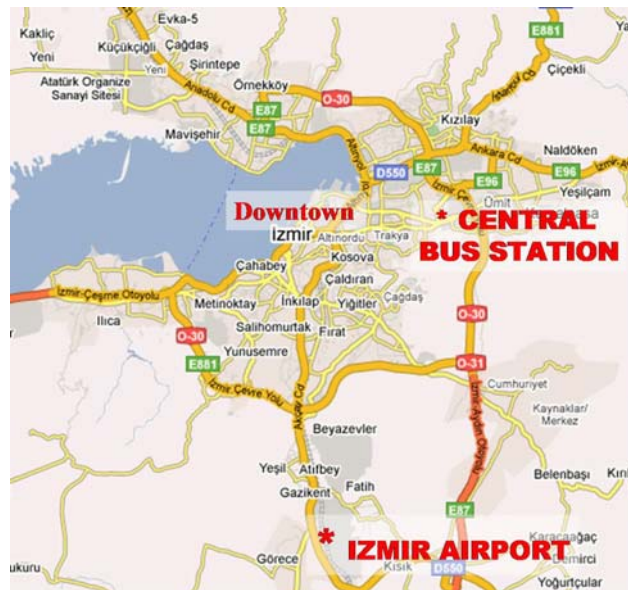 Evka-5
Kakliç
Yeni
Küçükçiğli
Çağdaş
Yeni
Şirintepe
E881
Çiçekli
Atatürk Organize
Sanayi Sitesi
Örnekköy
O-30
Anadolu Cd
E87
E87
Mavişehir
Kızılay
Altınyol
D550
E87
Ankara Cd
Naldöken
E96
E96
Yeşilçam
Ümit
Downtown
İzmir
Altınordu
Trakya
* CENTRAL
BUS STATION
Kosova
Çahabey
Çaldıran
Çağdaş
İzmir-Çeşme Otoyolu
Metinoktay
İnkılap
Yiğitler
Ilıca
O-30
Salihomurtak
Fırat
O-30
E881
Yunusemre
O-31
İzmir Çevre Yolu
Akçay Cd
Cumhuriyet
İzmir-Aydın Otoyolu
Kaynaklar/
Merkez
Beyazevler
Yeşil
Atıfbey
Gazikent
Fatih
Belenbaşı
E87
* IZMIR AIRPORT
Görece
Kısık
D550
Karacaağaç
Demirci
Yoğurtçular